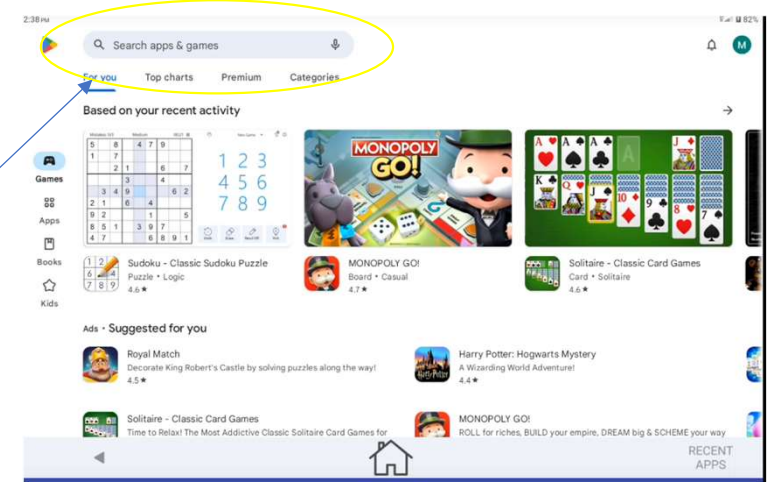 2:38 PM
82%
Search apps & games
M
For you Top charts Premium Categories
Based on your recent activity
MONOPOLY
GO!
1 2 3
4 5 6
7 8 9
Games
Apps
Books
Kids
Sudoku - Classic Sudoku Puzzle
Puzzle • Logic
4.6★
MONOPOLY GO!
Board • Casual
4.7★
Solitaire - Classic Card Games
Card • Solitaire
4.6★
Ads • Suggested for you
Royal Match
Decorate King Robert's Castle by solving puzzles along the way!
4.5★
Harry Potter: Hogwarts Mystery
A Wizarding World Adventure!
4.4★
Solitaire - Classic Card Games
Time to Relax! The Most Addictive Classic Solitaire Card Games for
MONOPOLY GO!
ROLL for riches, BUILD your empire, DREAM big & SCHEME your way
RECENT
APPS